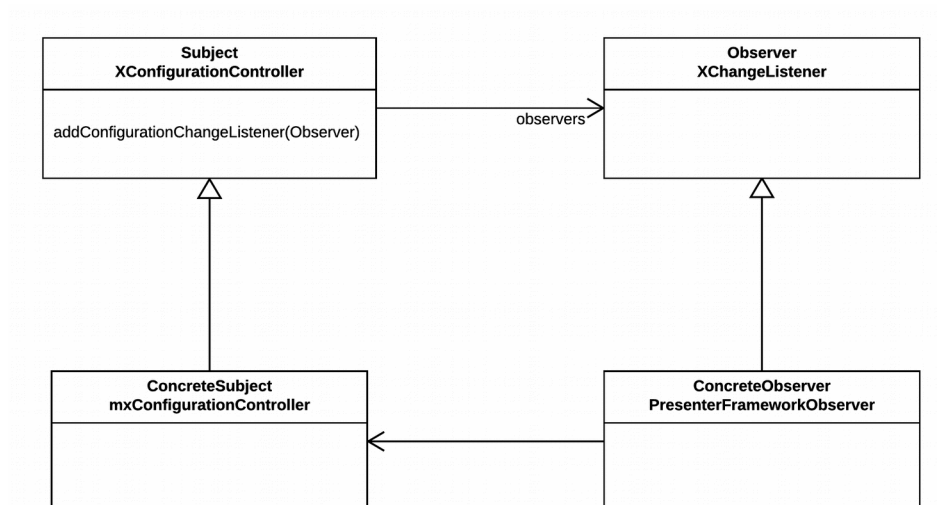 Subject
XConfigurationController
addConfigurationChangeListener(Observer)
observers
Observer
XChangeListener
ConcreteSubject
mxConfigurationController
ConcreteObserver
PresenterFrameworkObserver